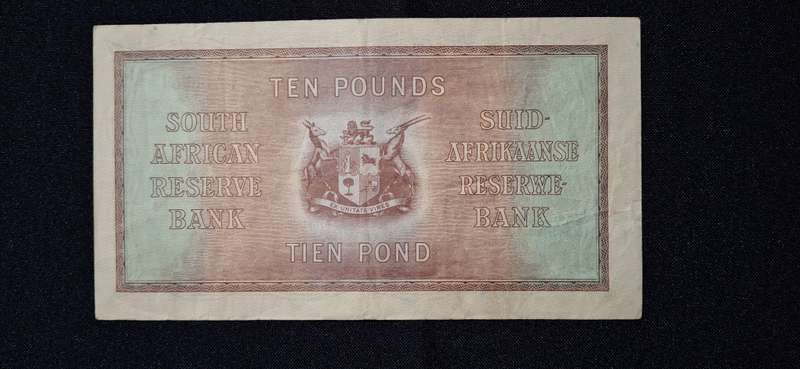 TEN POUNDS
SOUTH
AFRICAN
RESERVE
BANK
EX UNITATE VIRES
SUID-
AFRIKAANSE
RESERWE-
BANK
TIEN POND